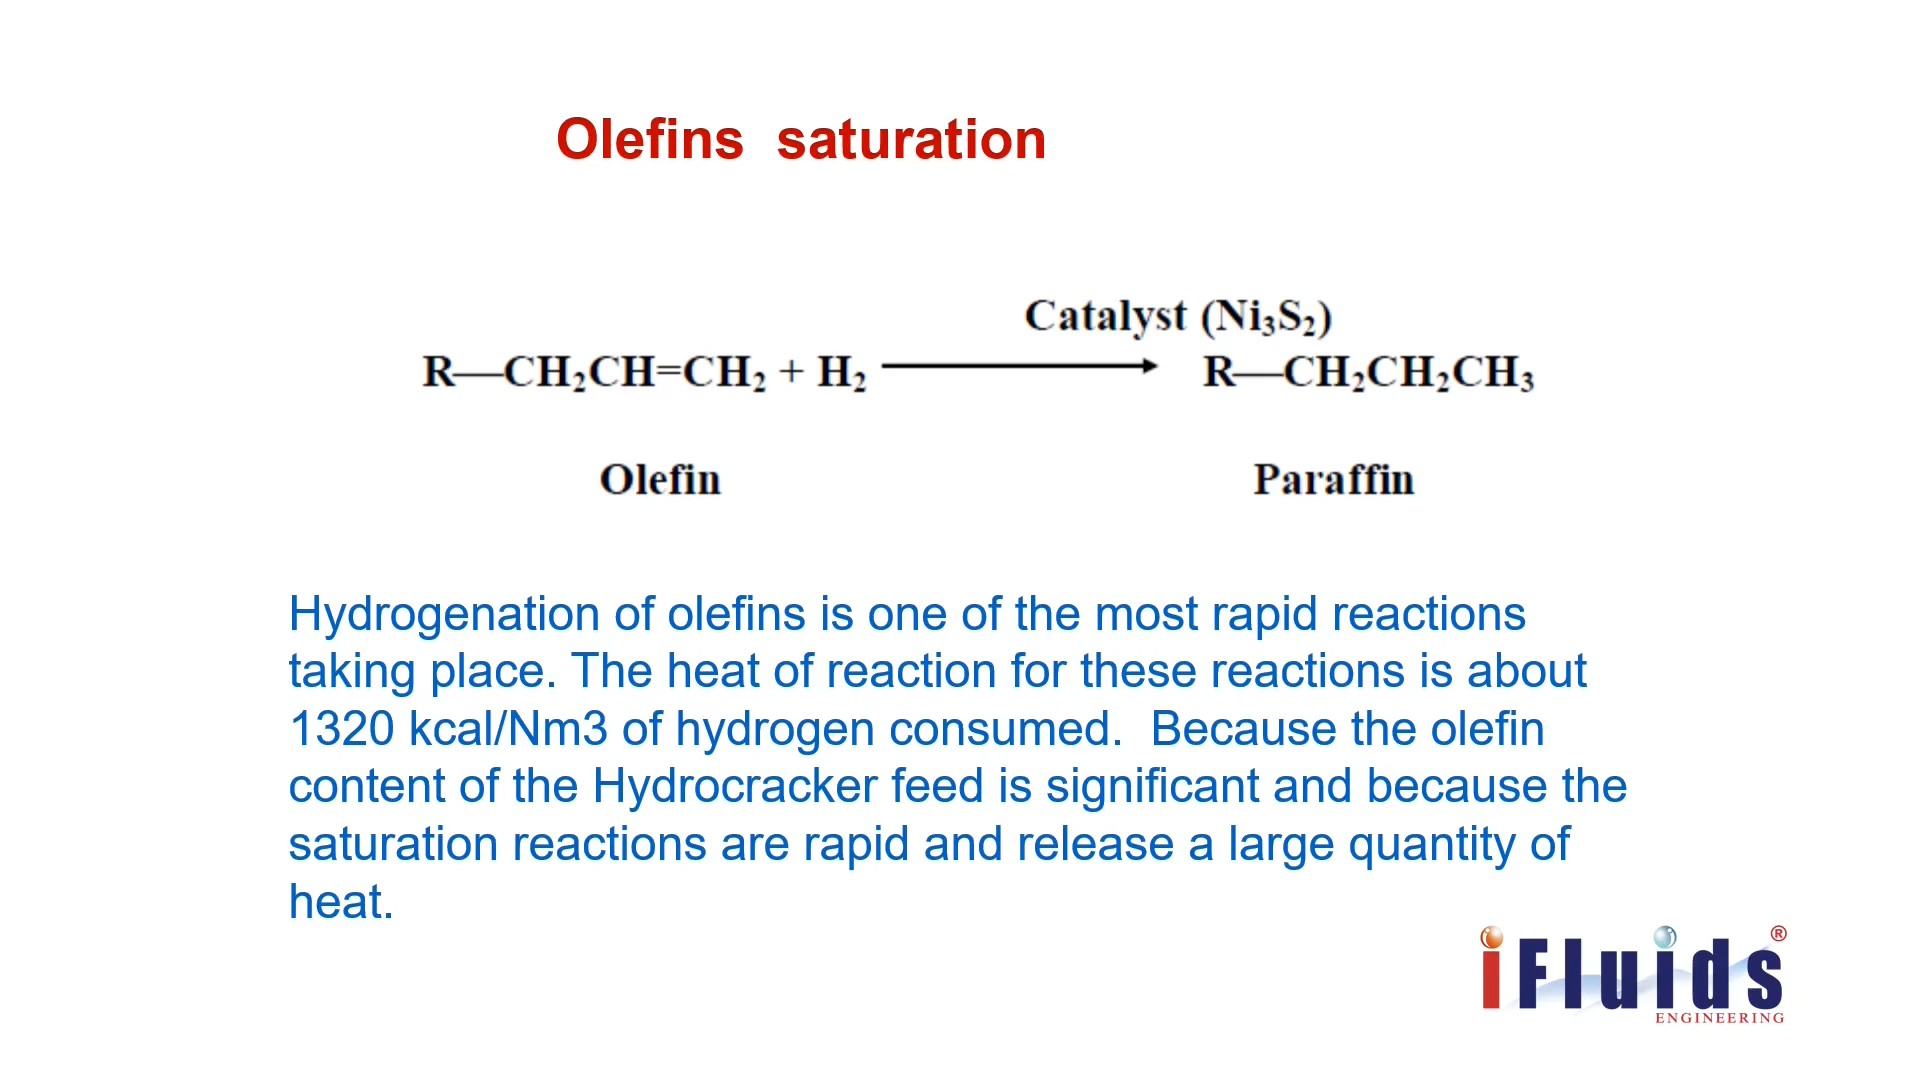 Olefins  saturation
Catalyst (Ni₃S₂)
R—CH₂CH=CH₂ + H₂ ⟶ R—CH₂CH₂CH₃
Olefin Paraffin
Hydrogenation of olefins is one of the most rapid reactions
taking place. The heat of reaction for these reactions is about
1320 kcal/Nm3 of hydrogen consumed.  Because the olefin
content of the Hydrocracker feed is significant and because the
saturation reactions are rapid and release a large quantity of
heat.
iFluids®
ENGINEERING